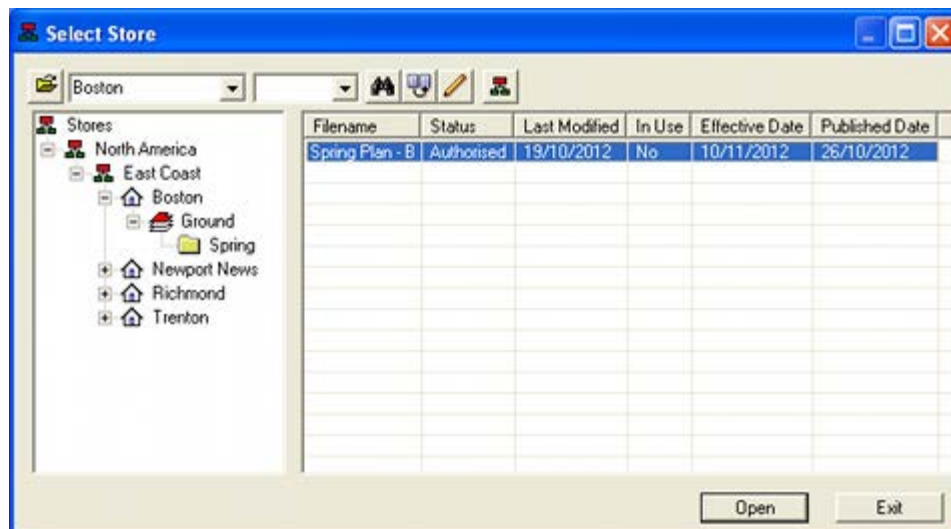 Select Store
Boston
Stores
North America
East Coast
Boston
Ground
Spring
Newport News
Richmond
Trenton
Filename Status Last Modified In Use Effective Date Published Date
Spring Plan - B Authorised 19/10/2012 No 10/11/2012 26/10/2012
Open Exit